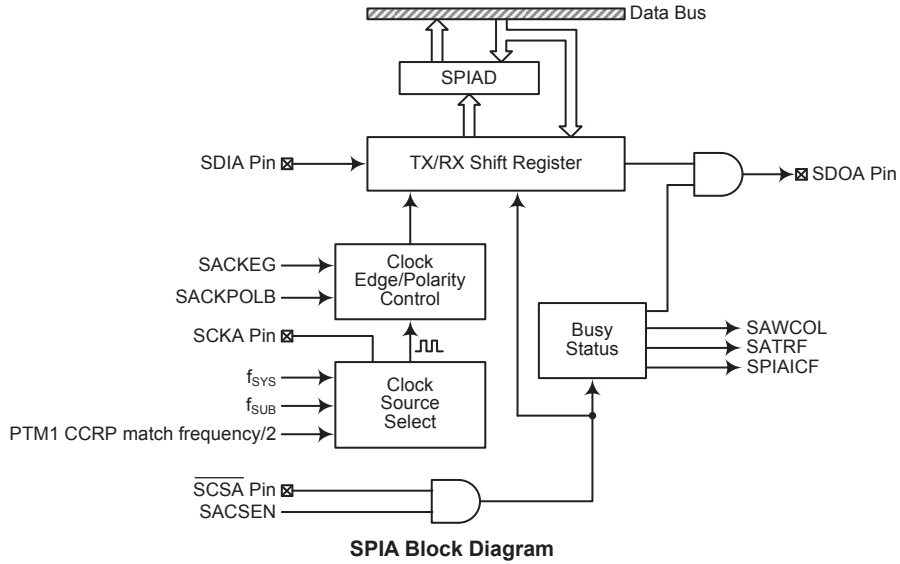 Data Bus
SPIAD
SDIA Pin
TX/RX Shift Register
SDOA Pin
SACKEG
SACKPOLB
Clock
Edge/Polarity
Control
SCKA Pin
Busy
Status
SAWCOL
SATRF
SPIAICF
fSYS
fSUB
PTM1 CCRP match frequency/2
Clock
Source
Select
SCSA Pin
SACSEN
SPIA Block Diagram